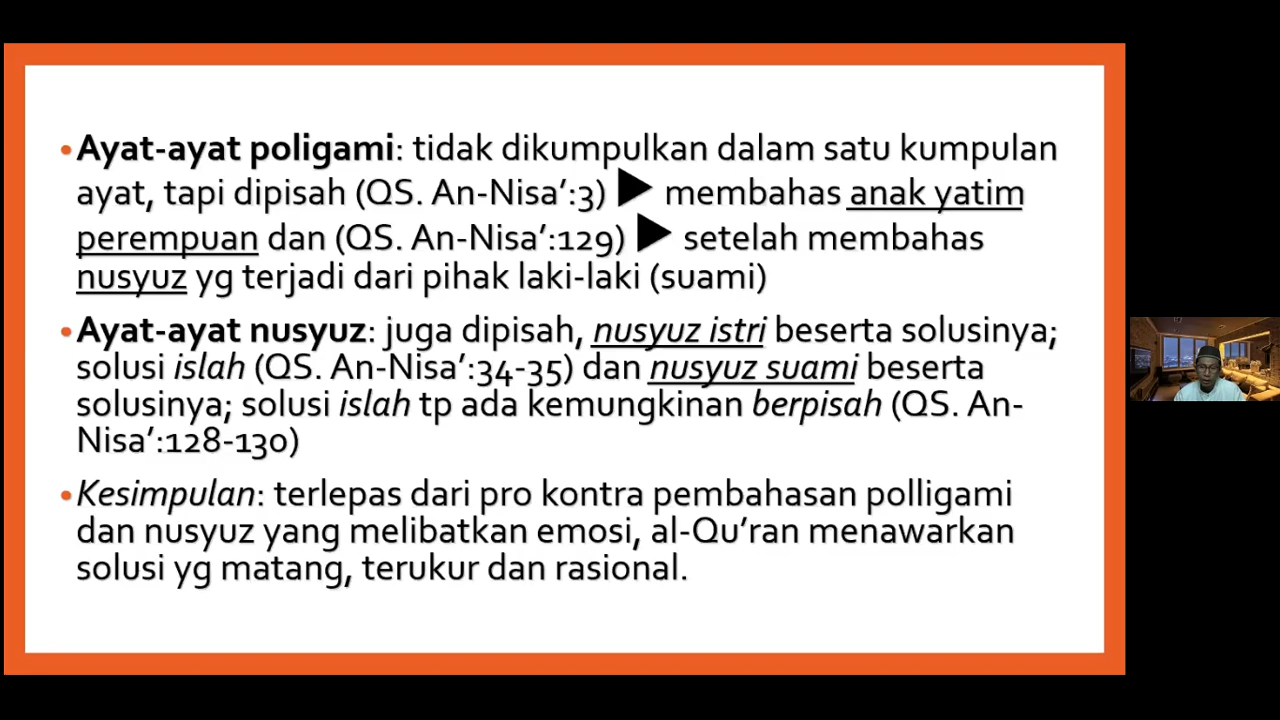 •Ayat-ayat poligami: tidak dikumpulkan dalam satu kumpulan
ayat, tapi dipisah (QS. An-Nisa’:3) ▶ membahas anak yatim
perempuan dan (QS. An-Nisa’:129) ▶ setelah membahas
nusyuz yg terjadi dari pihak laki-laki (suami)
•Ayat-ayat nusyuz: juga dipisah, nusyuz istri beserta solusinya;
solusi islah (QS. An-Nisa’:34-35) dan nusyuz suami beserta
solusinya; solusi islah tp ada kemungkinan berpisah (QS. An-
Nisa’:128-130)
•Kesimpulan: terlepas dari pro kontra pembahasan polligami
dan nusyuz yang melibatkan emosi, al-Qu’ran menawarkan
solusi yg matang, terukur dan rasional.